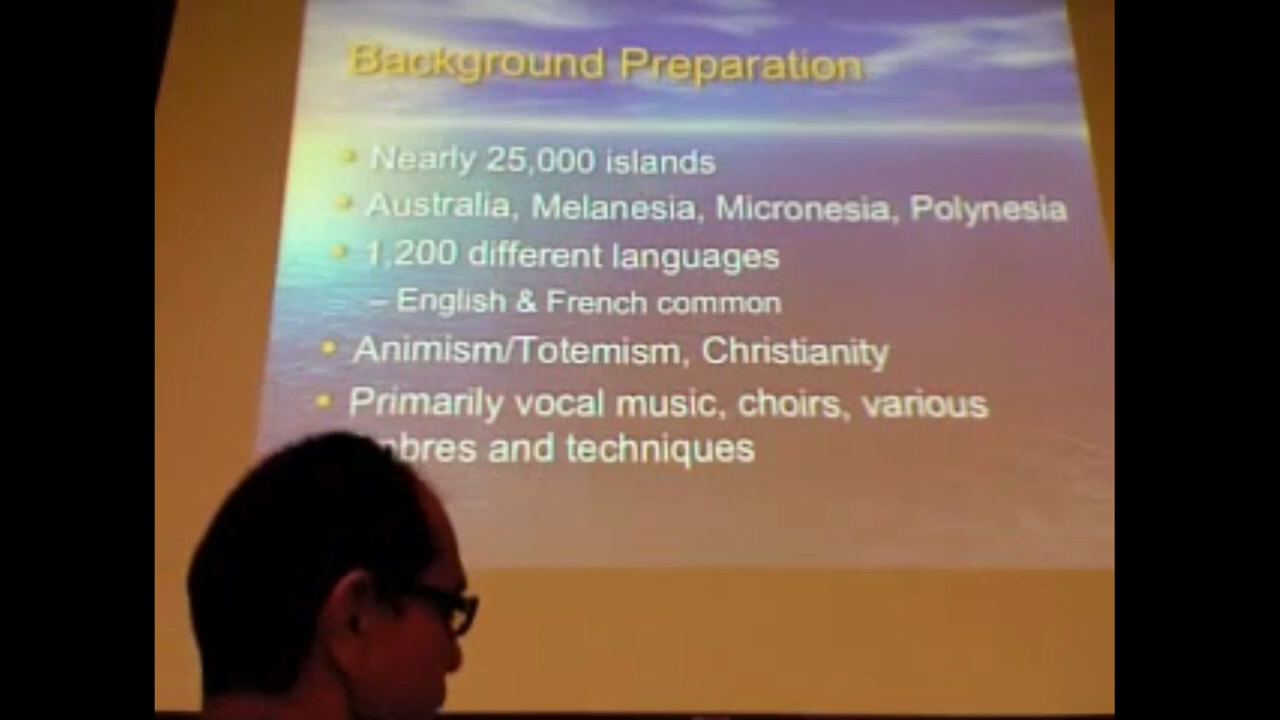 Background Preparation
• Nearly 25,000 islands
• Australia, Melanesia, Micronesia, Polynesia
• 1,200 different languages
– English & French common
• Animism/Totemism, Christianity
• Primarily vocal music, choirs, various
and techniques